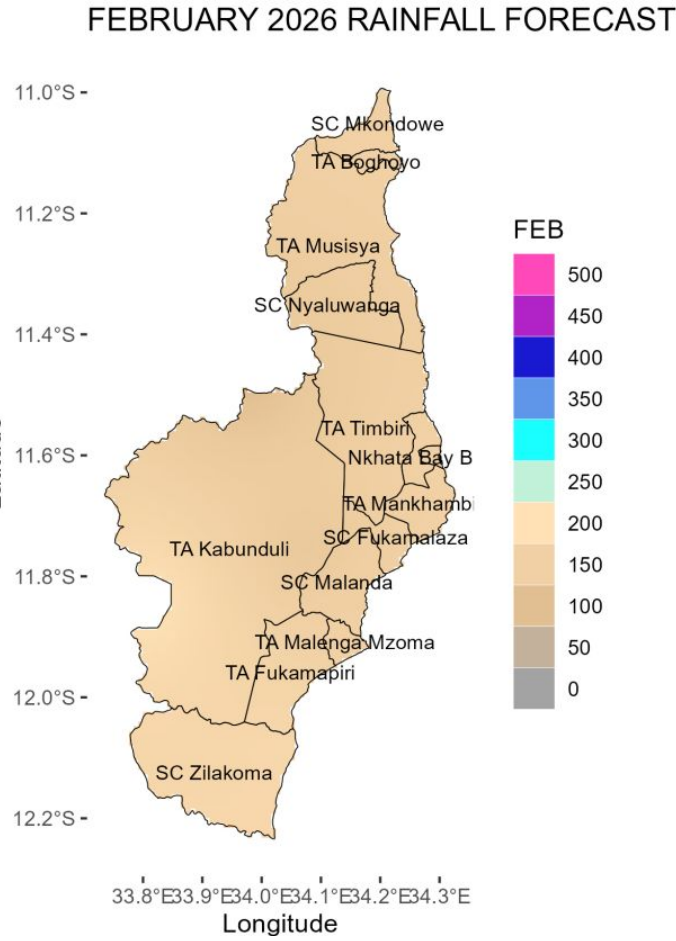 FEBRUARY 2026 RAINFALL FORECAST
11.0°S
SC Mkondowe
TA Boghoyo
11.2°S
TA Musisya
SC Nyaluwanga
11.4°S
TA Timbiri
11.6°S
Nkhata Bay B
TA Mankhambi
SC Fukamalaza
TA Kabunduli
11.8°S
SC Malanda
TA Malenga Mzoma
TA Fukamapiri
12.0°S
SC Zilakoma
12.2°S
33.8°E33.9°E34.0°E34.1°E34.2°E34.3°E
Longitude
FEB
500
450
400
350
300
250
200
150
100
50
0